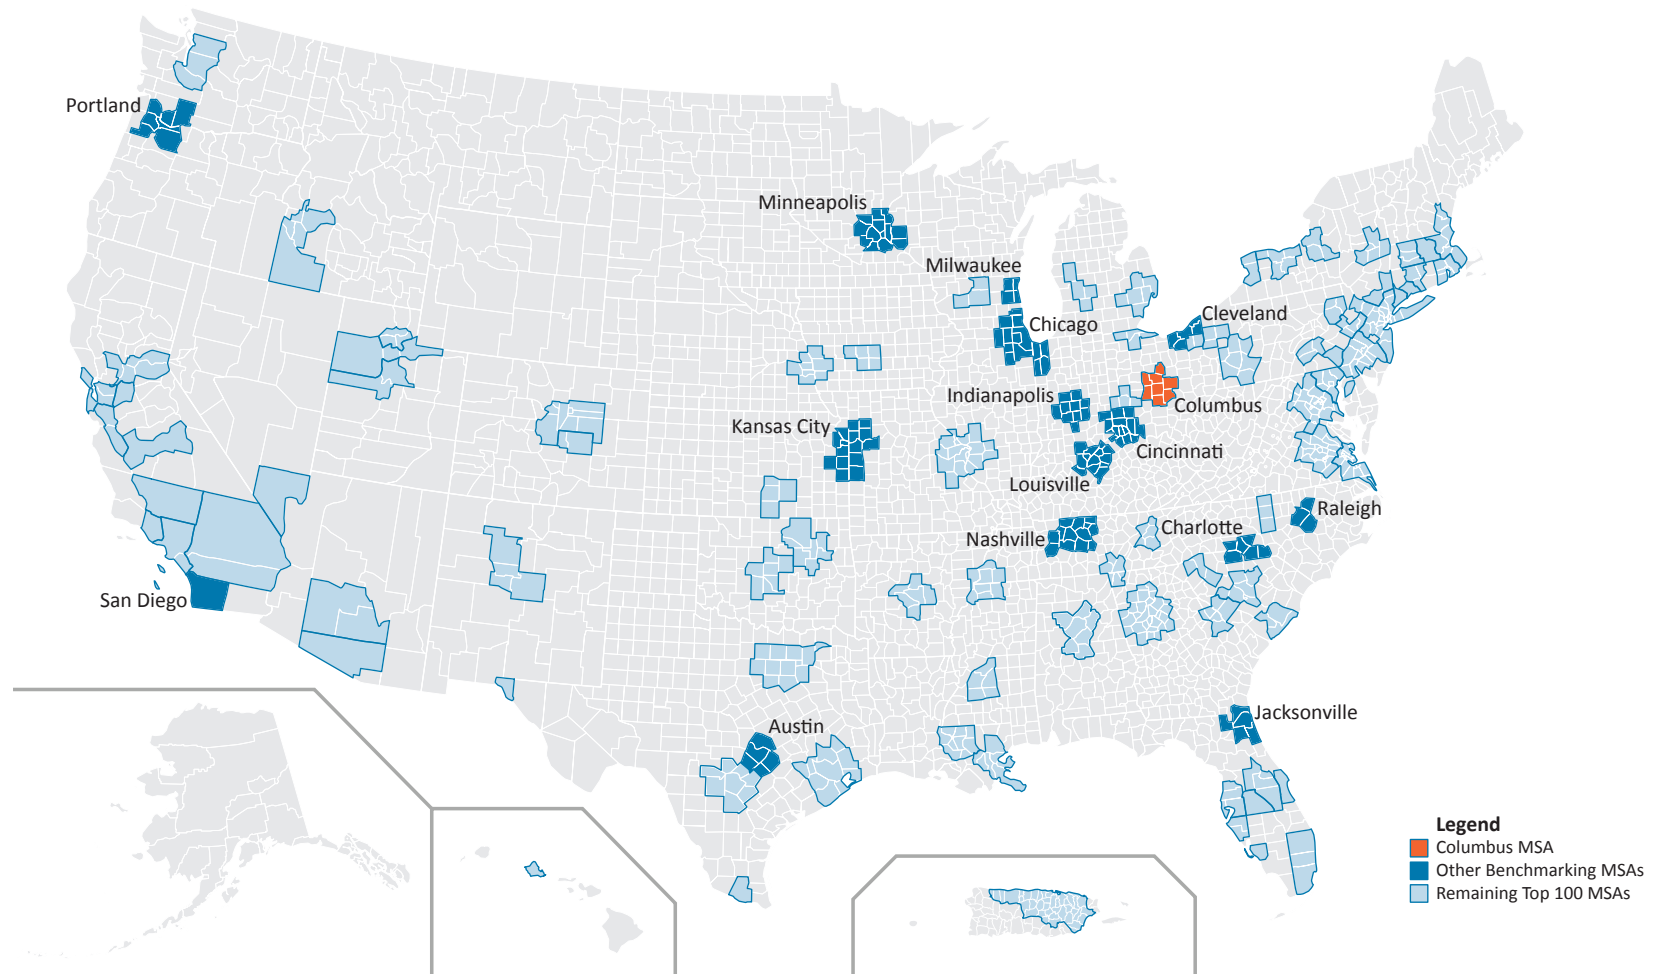 Portland
Minneapolis
Milwaukee
Cleveland
Chicago
Indianapolis
Columbus
Kansas City
Cincinnati
Louisville
Raleigh
Charlotte
Nashville
San Diego
Jacksonville
Austin
Legend
Columbus MSA
Other Benchmarking MSAs
Remaining Top 100 MSAs